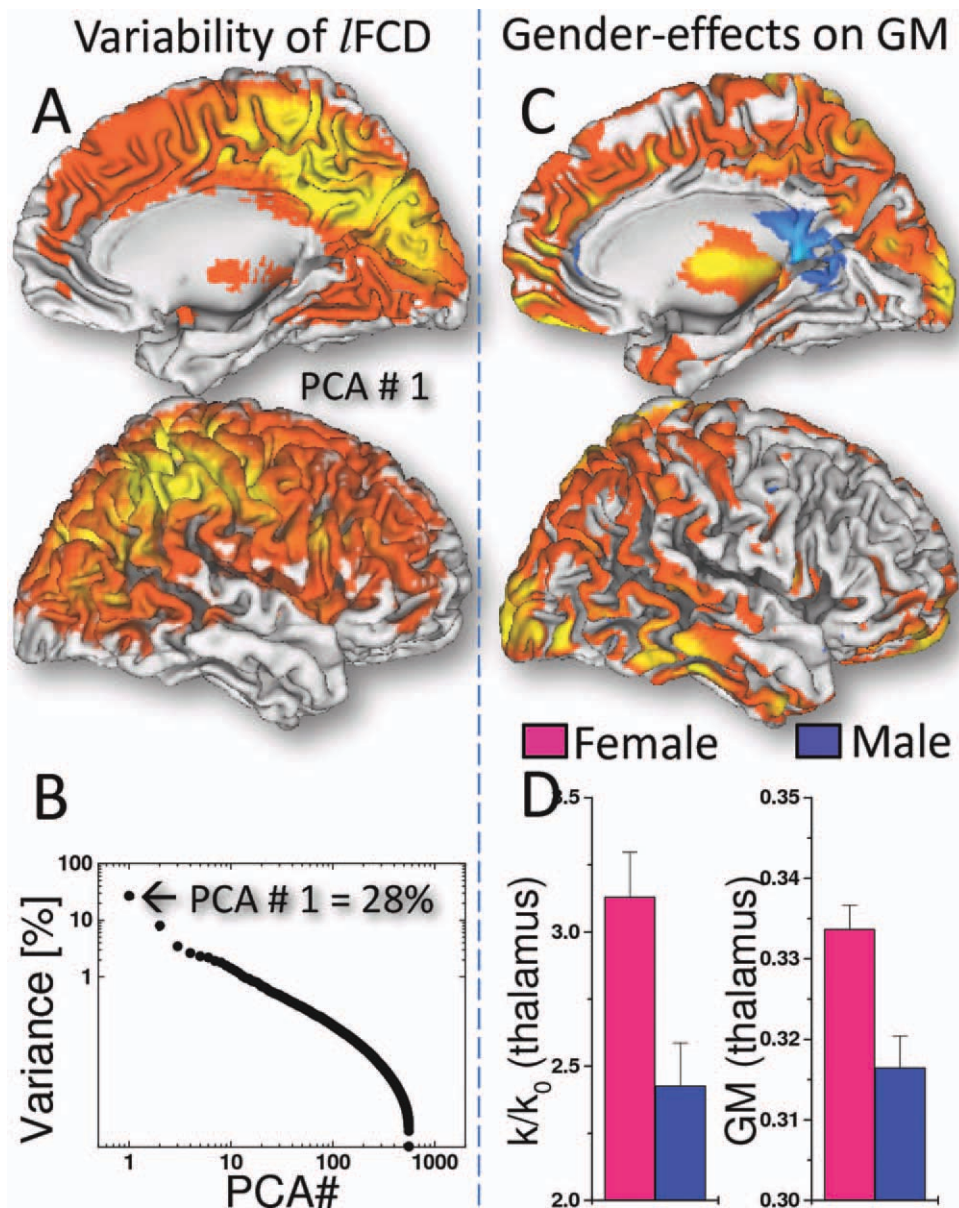 Variability of lFCD
Gender-effects on GM
A
C
PCA # 1
Female
Male
B
D
100
10
1
Variance [%]
← PCA # 1 = 28%
1
10
100
1000
PCA#
3.5
3.0
2.5
2.0
k/k0 (thalamus)
0.35
0.34
0.33
0.32
0.31
0.30
GM (thalamus)